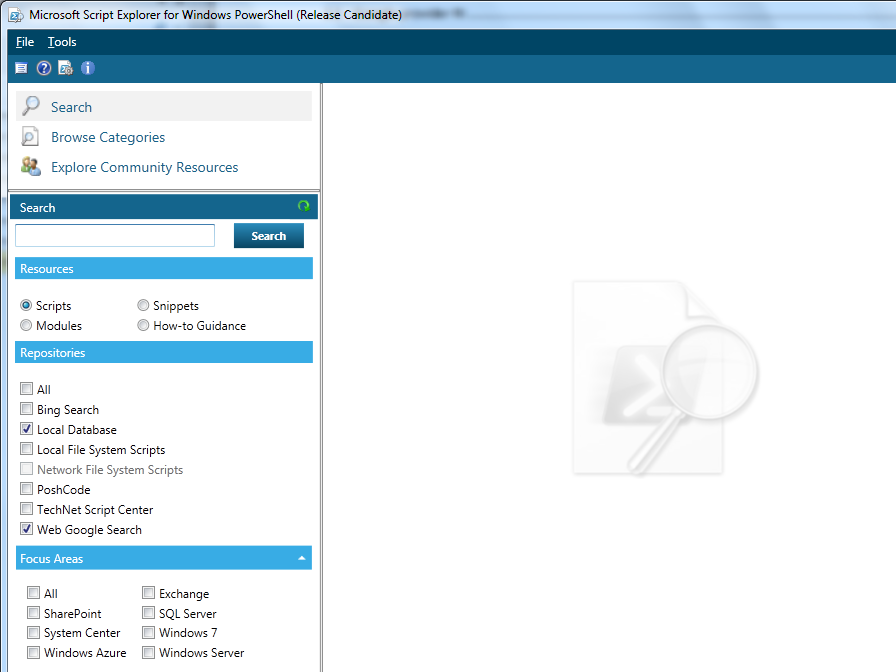 Microsoft Script Explorer for Windows PowerShell (Release Candidate)
File Tools
Search
Browse Categories
Explore Community Resources
Search
Search
Resources
Scripts Snippets
Modules How-to Guidance
Repositories
All
Bing Search
Local Database
Local File System Scripts
Network File System Scripts
PoshCode
TechNet Script Center
Web Google Search
Focus Areas
All Exchange
SharePoint SQL Server
System Center Windows 7
Windows Azure Windows Server